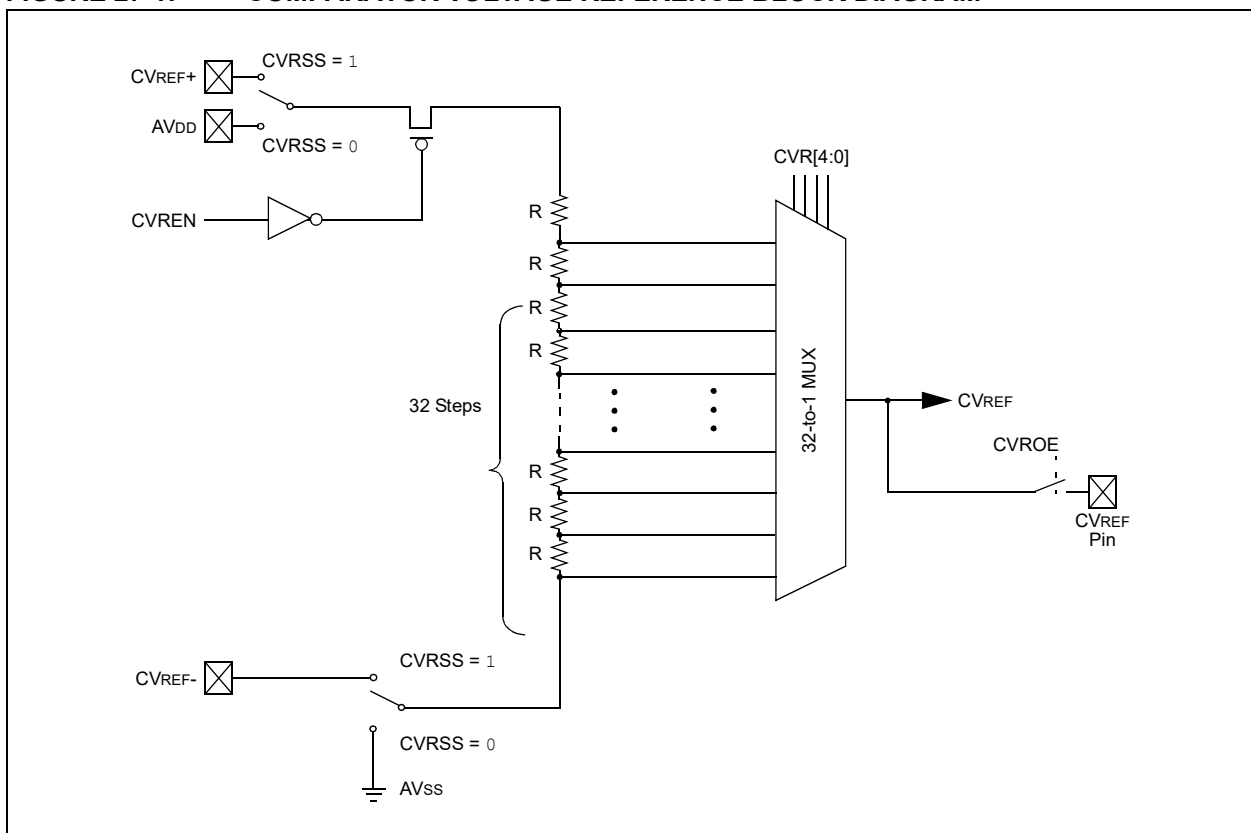 CVRSS = 1
CVREF+
AVDD
CVRSS = 0
CVREN
CVR[4:0]
R
R
R
R
32 Steps
32-to-1 MUX
CVREF
CVROE
R
R
R
CVREF
Pin
CVRSS = 1
CVREF-
CVRSS = 0
AVSS